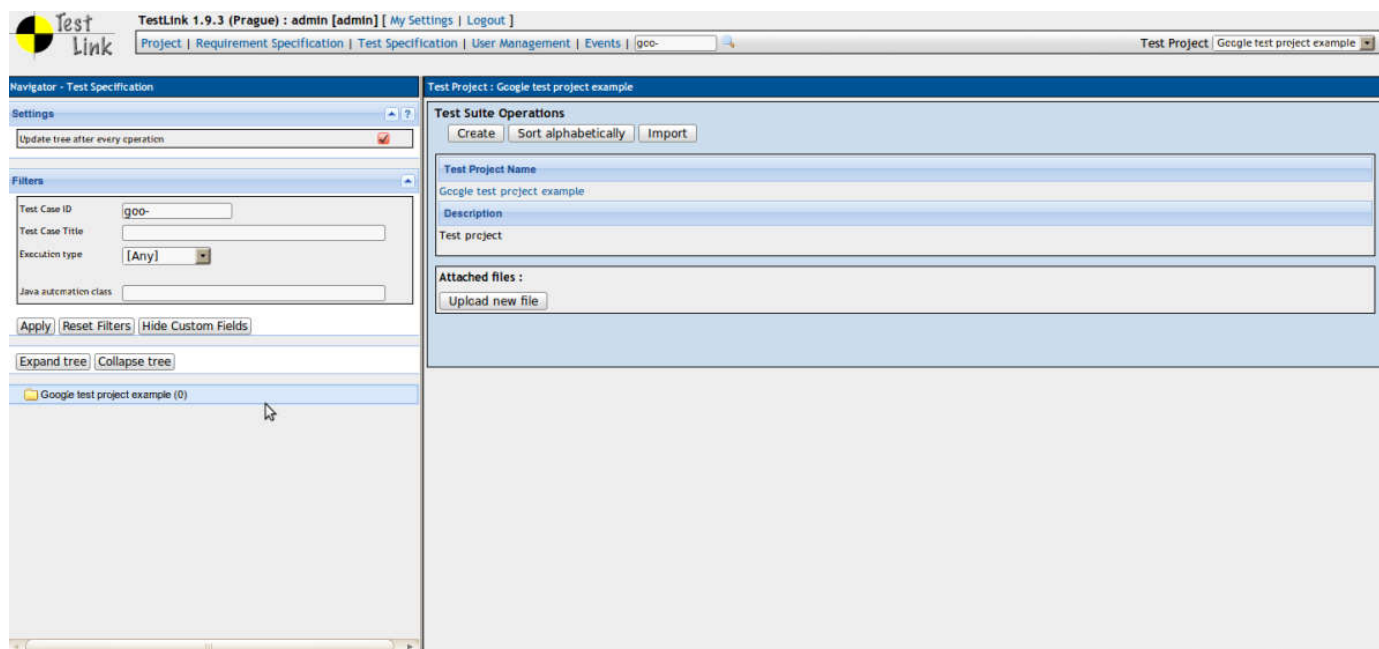 Test
Link
TestLink 1.9.3 (Prague) : admin [admin] [ My Settings | Logout ]
Project | Requirement Specification | Test Specification | User Management | Events | goo-
Test Project Google test project example
Navigator - Test Specification
Settings
?
Update tree after every operation
Filters
Test Case ID goo-
Test Case Title
Execution type [Any]
Java automation class
Apply Reset Filters Hide Custom Fields
Expand tree Collapse tree
Google test project example (0)
Test Project : Google test project example
Test Suite Operations
Create Sort alphabetically Import
Test Project Name
Google test project example
Description
Test project
Attached files :
Upload new file